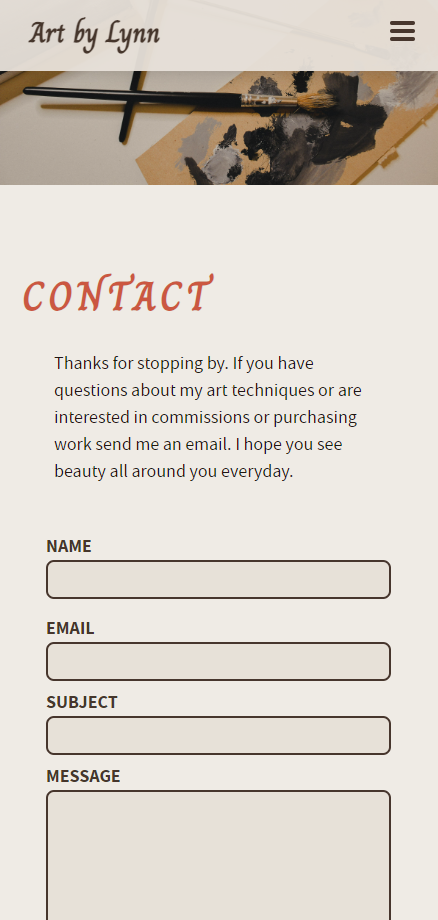 Art by Lynn
CONTACT
Thanks for stopping by. If you have
questions about my art techniques or are
interested in commissions or purchasing
work send me an email. I hope you see
beauty all around you everyday.
NAME
EMAIL
SUBJECT
MESSAGE